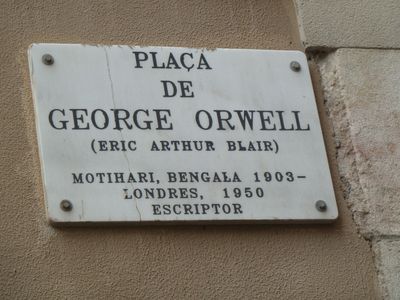 PLAÇA
DE
GEORGE ORWELL
(ERIC ARTHUR BLAIR)
MOTIHARI, BENGALA 1903–
LONDRES, 1950
ESCRIPTOR